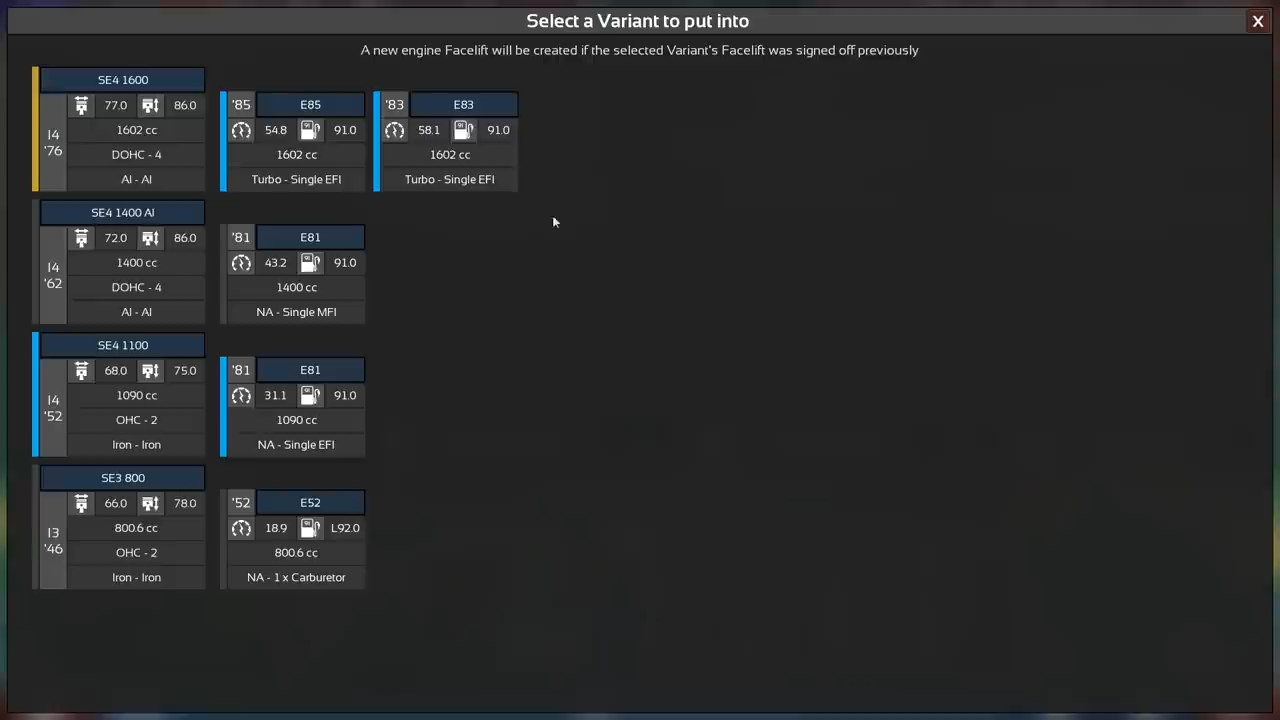 Select a Variant to put into
X
A new engine Facelift will be created if the selected Variant's Facelift was signed off previously
SE4 1600
I4
'76
77.0 86.0
1602 cc
DOHC - 4
Al - Al
'85 E85
54.8 91.0
1602 cc
Turbo - Single EFI
'83 E83
58.1 91.0
1602 cc
Turbo - Single EFI
SE4 1400 Al
I4
'62
72.0 86.0
1400 cc
DOHC - 4
Al - Al
'81 E81
43.2 91.0
1400 cc
NA - Single MFI
SE4 1100
I4
'52
68.0 75.0
1090 cc
OHC - 2
Iron - Iron
'81 E81
31.1 91.0
1090 cc
NA - Single EFI
SE3 800
I3
'46
66.0 78.0
800.6 cc
OHC - 2
Iron - Iron
'52 E52
18.9 L92.0
800.6 cc
NA - 1 x Carburetor